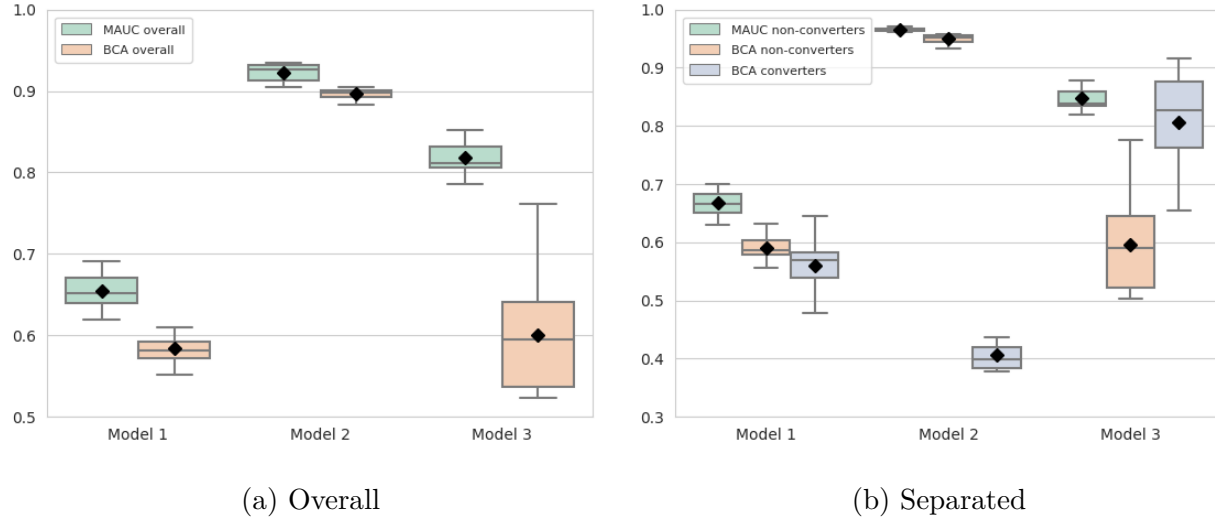 1.0
0.9
0.8
0.7
0.6
0.5
MAUC overall
BCA overall
Model 1
Model 2
Model 3
(a) Overall
1.0
0.9
0.8
0.7
0.6
0.5
0.4
0.3
MAUC non-converters
BCA non-converters
BCA converters
Model 1
Model 2
Model 3
(b) Separated